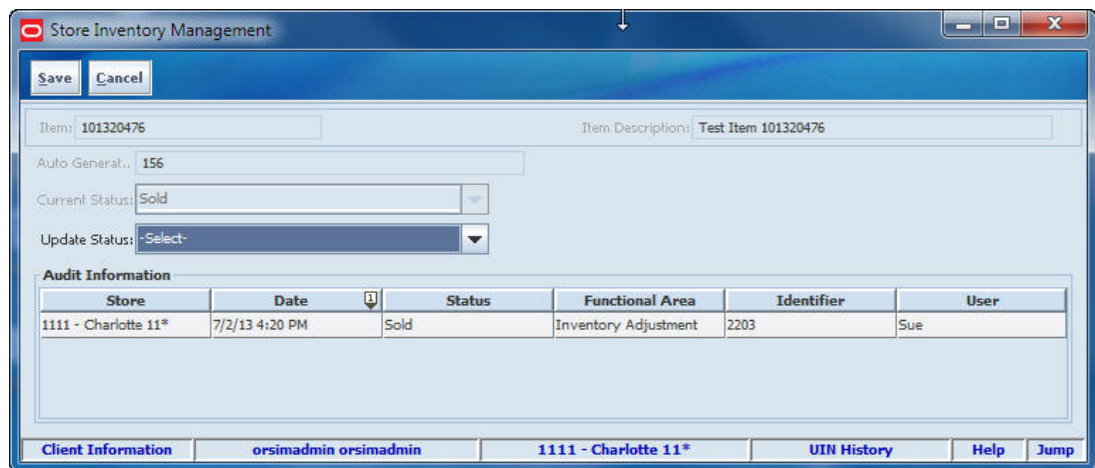 Store Inventory Management
Save Cancel
Item: 101320476 Item Description: Test Item 101320476
Auto Generat.. 156
Current Status: Sold
Update Status: -Select-
Audit Information
Store Date 1 Status Functional Area Identifier User
1111 - Charlotte 11* 7/2/13 4:20 PM Sold Inventory Adjustment 2203 Sue
Client Information orsimadmin orsimadmin 1111 - Charlotte 11* UIN History Help Jump